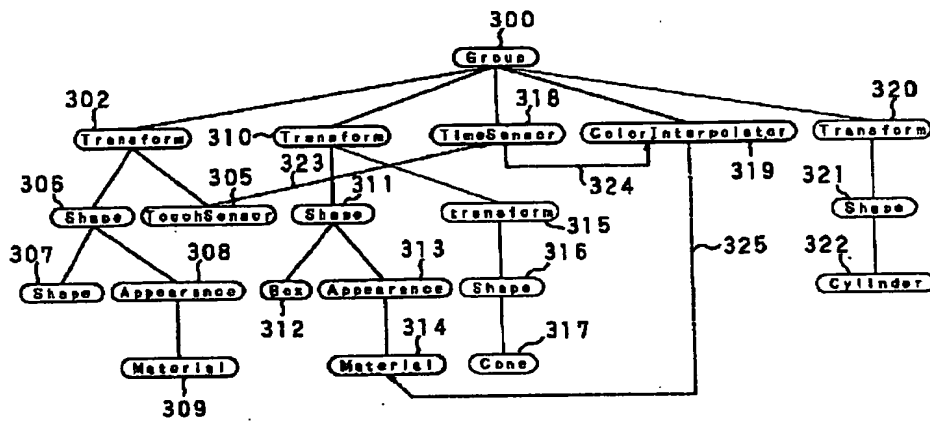 300
Group
302
318
320
Transform
310
Transform
TimeSensor
ColorInterpolator
Transform
323
324
319
306
305
311
321
Shape
TouchSensor
Shape
transform
315
Shape
307
308
313
316
325
322
Shape
Appearance
Box
Appearance
Shape
Cylinder
312
314
317
Material
Material
Cone
309